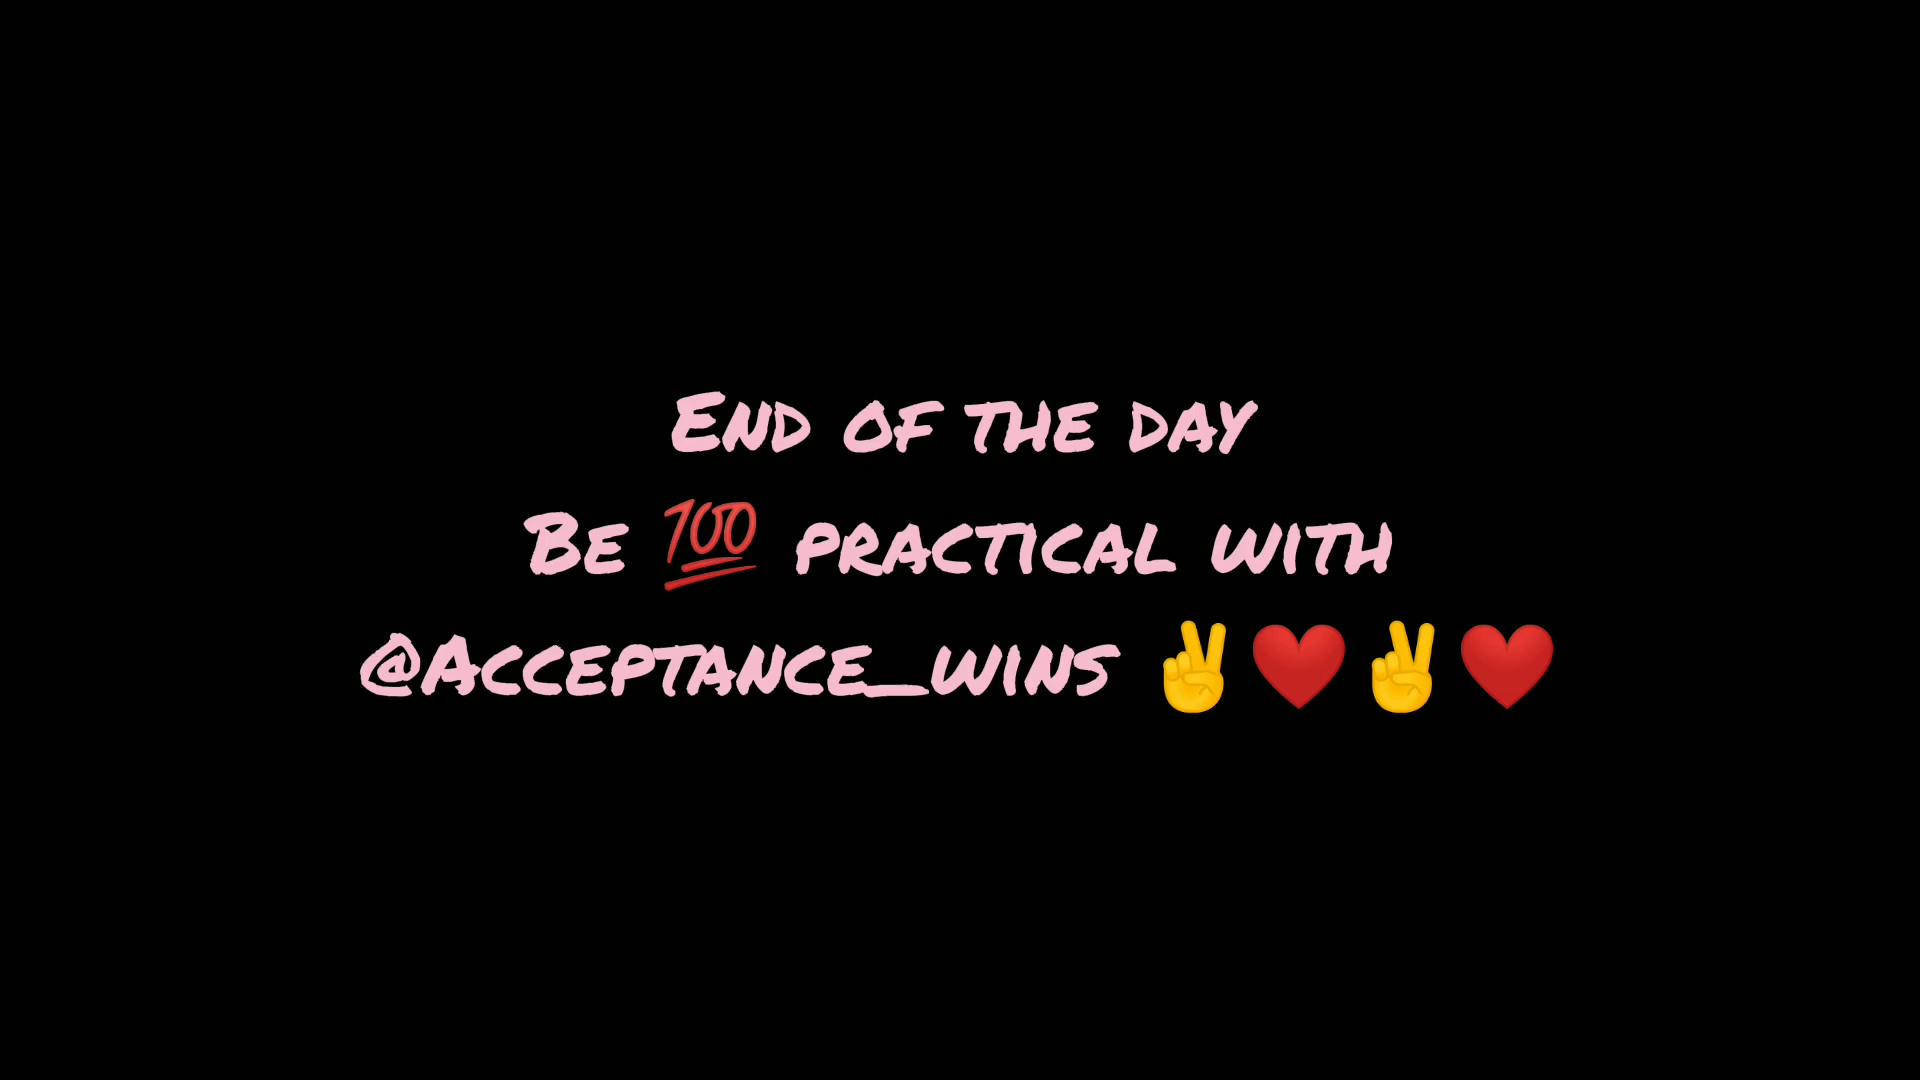 End of the day
Be 💯 practical with
@Acceptance_wins ✌❤✌❤